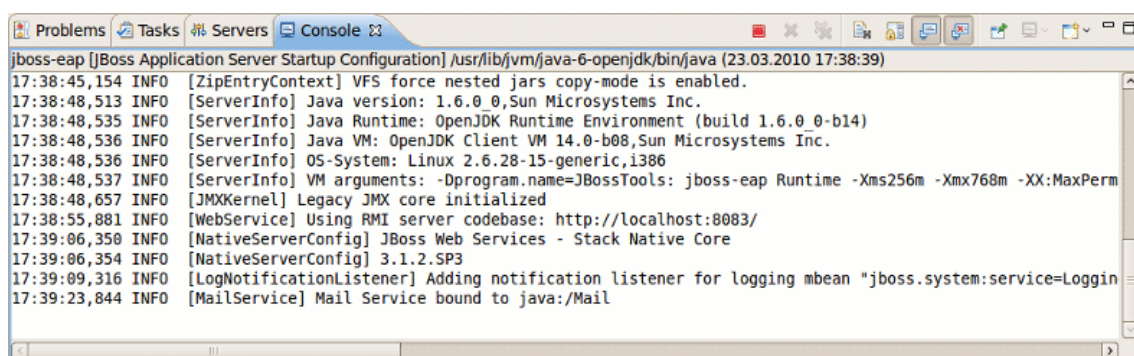 Problems Tasks Servers Console
jboss-eap [JBoss Application Server Startup Configuration] /usr/lib/jvm/java-6-openjdk/bin/java (23.03.2010 17:38:39)
17:38:45,154 INFO  [ZipEntryContext] VFS force nested jars copy-mode is enabled.
17:38:48,513 INFO  [ServerInfo] Java version: 1.6.0_0,Sun Microsystems Inc.
17:38:48,535 INFO  [ServerInfo] Java Runtime: OpenJDK Runtime Environment (build 1.6.0_0-b14)
17:38:48,536 INFO  [ServerInfo] Java VM: OpenJDK Client VM 14.0-b08,Sun Microsystems Inc.
17:38:48,536 INFO  [ServerInfo] OS-System: Linux 2.6.28-15-generic,i386
17:38:48,537 INFO  [ServerInfo] VM arguments: -Dprogram.name=JBossTools: jboss-eap Runtime -Xms256m -Xmx768m -XX:MaxPerm
17:38:48,657 INFO  [JMXKernel] Legacy JMX core initialized
17:38:55,881 INFO  [WebService] Using RMI server codebase: http://localhost:8083/
17:39:06,350 INFO  [NativeServerConfig] JBoss Web Services - Stack Native Core
17:39:06,354 INFO  [NativeServerConfig] 3.1.2.SP3
17:39:09,316 INFO  [LogNotificationListener] Adding notification listener for logging mbean "jboss.system:service=Loggin
17:39:23,844 INFO  [MailService] Mail Service bound to java:/Mail